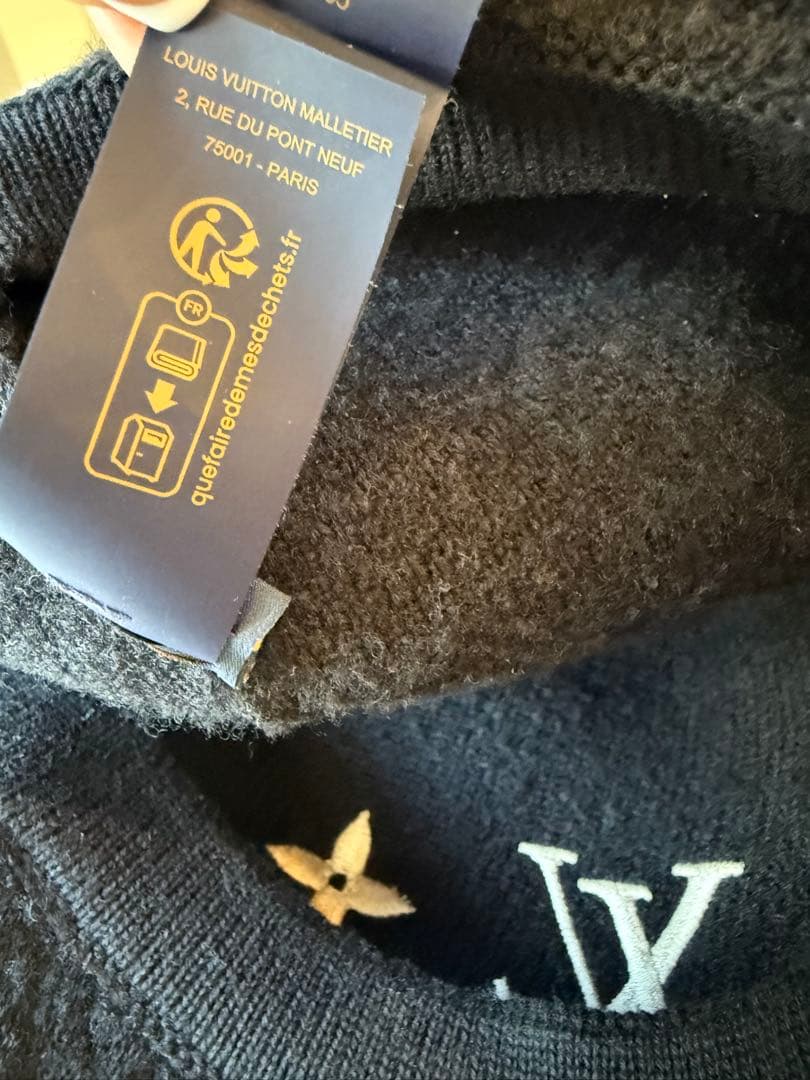 LOUIS VUITTON MALLETIER
2, RUE DU PONT NEUF
75001 - PARIS
FR
quefairedemesdechets.fr